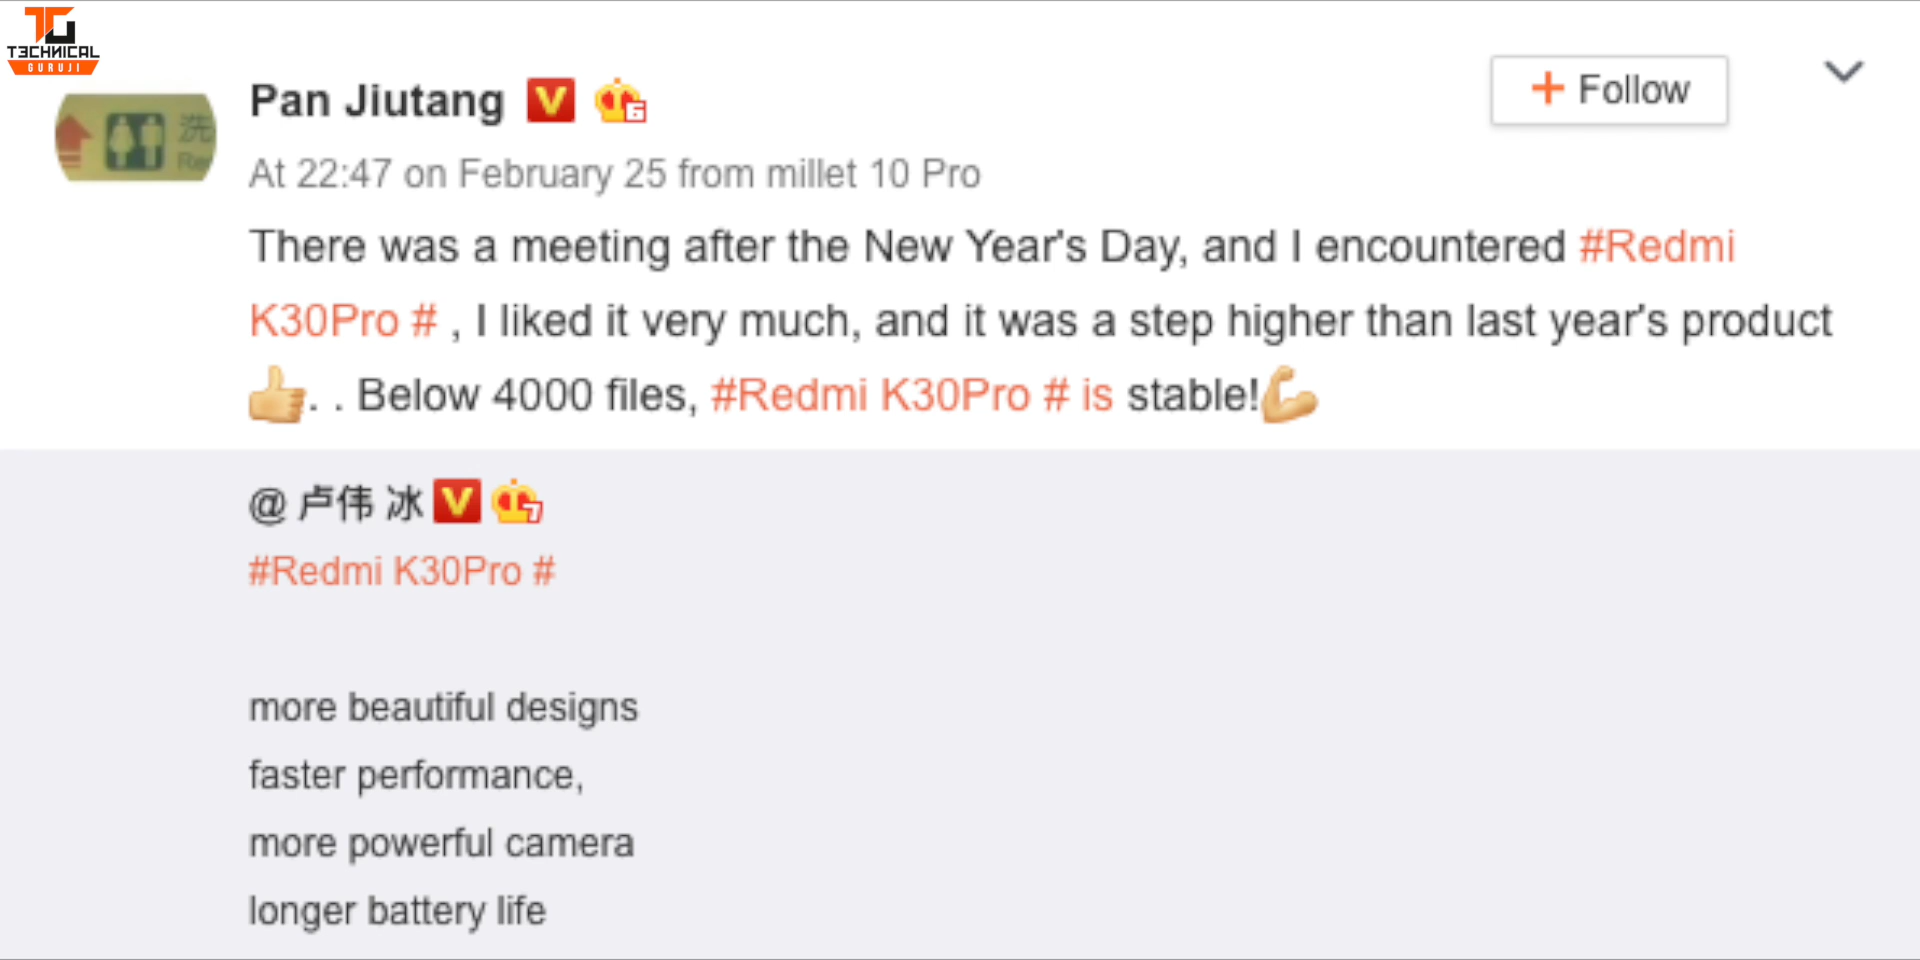 TECHNICAL
GURUJI
Pan Jiutang V 6
+ Follow
At 22:47 on February 25 from millet 10 Pro
There was a meeting after the New Year's Day, and I encountered #Redmi
K30Pro # , I liked it very much, and it was a step higher than last year's product
👍. . Below 4000 files, #Redmi K30Pro # is stable!💪
@ 卢伟 冰 V 7
#Redmi K30Pro #
more beautiful designs
faster performance,
more powerful camera
longer battery life